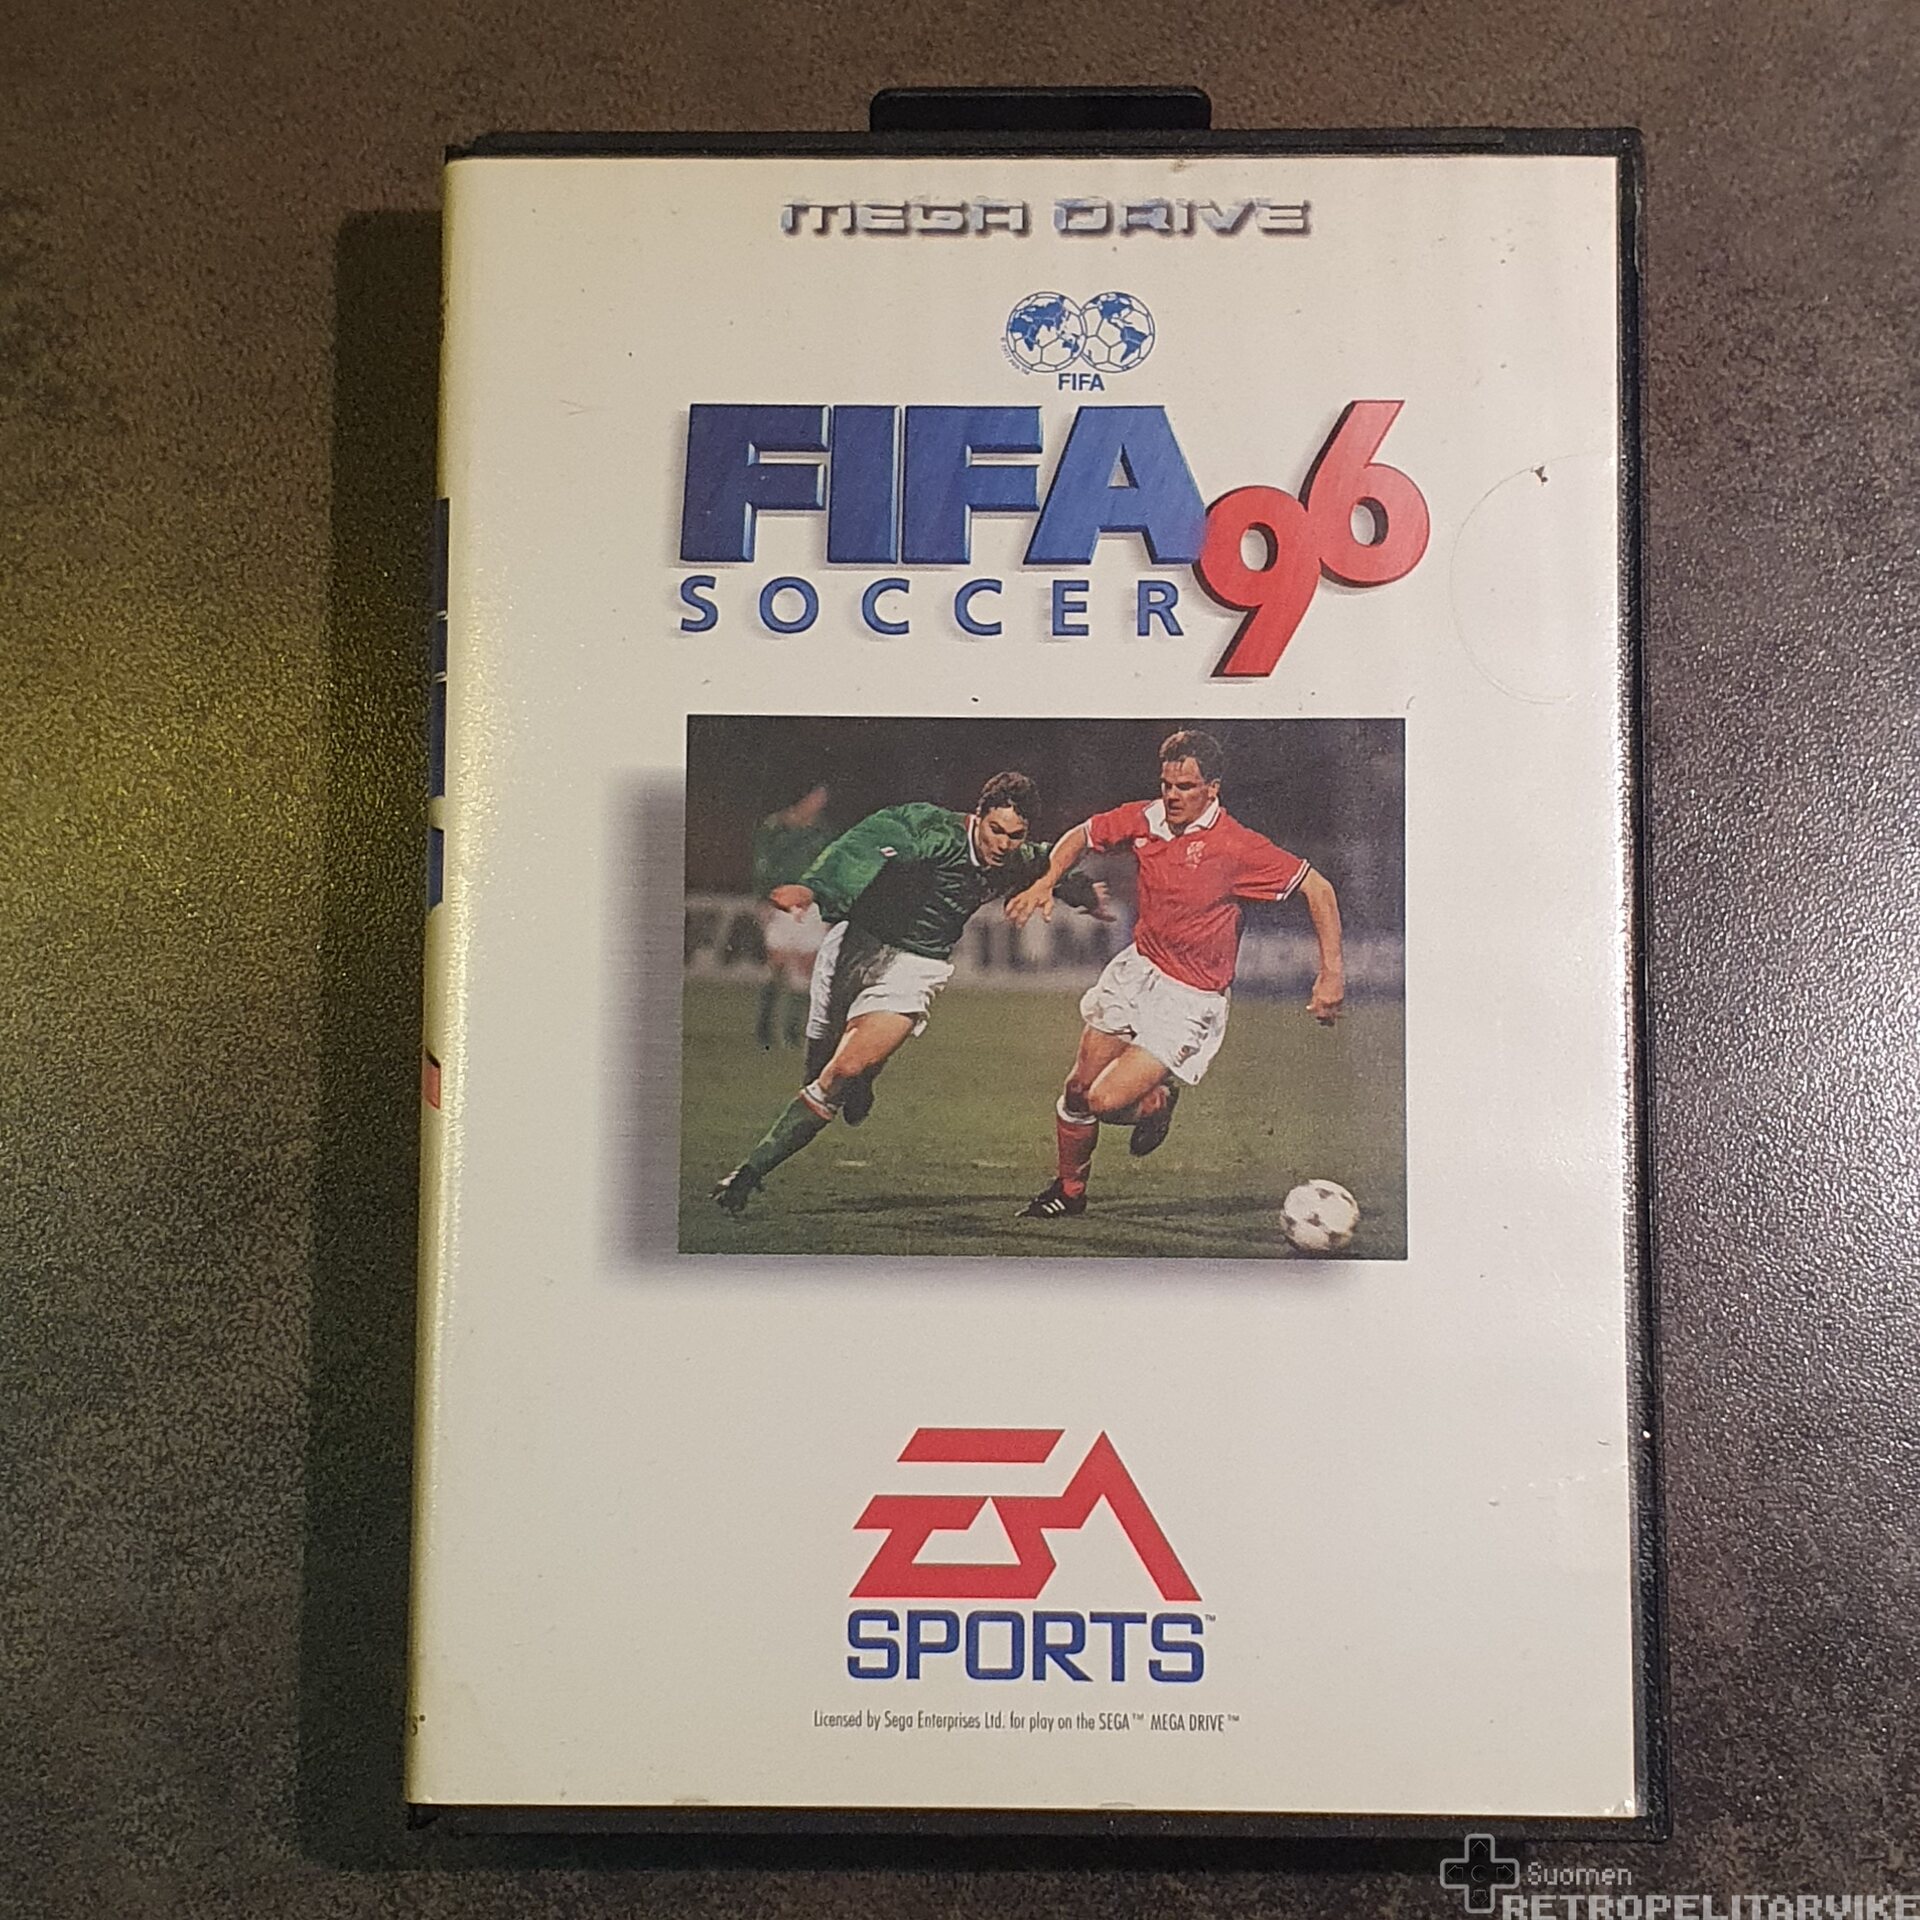 MEGA DRIVE
FIFA
FIFA 96
SOCCER
EA
SPORTS™
Licensed by Sega Enterprises Ltd. for play on the SEGA™ MEGA DRIVE™
Suomen
RETROPELITARVIKE